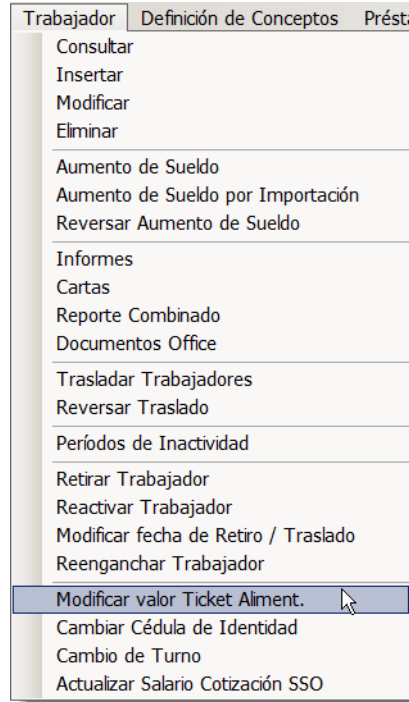 Trabajador Definición de Conceptos Présta
Consultar
Insertar
Modificar
Eliminar
Aumento de Sueldo
Aumento de Sueldo por Importación
Reversar Aumento de Sueldo
Informes
Cartas
Reporte Combinado
Documentos Office
Trasladar Trabajadores
Reversar Traslado
Períodos de Inactividad
Retirar Trabajador
Reactivar Trabajador
Modificar fecha de Retiro / Traslado
Reenganchar Trabajador
Modificar valor Ticket Aliment.
Cambiar Cédula de Identidad
Cambio de Turno
Actualizar Salario Cotización SSO